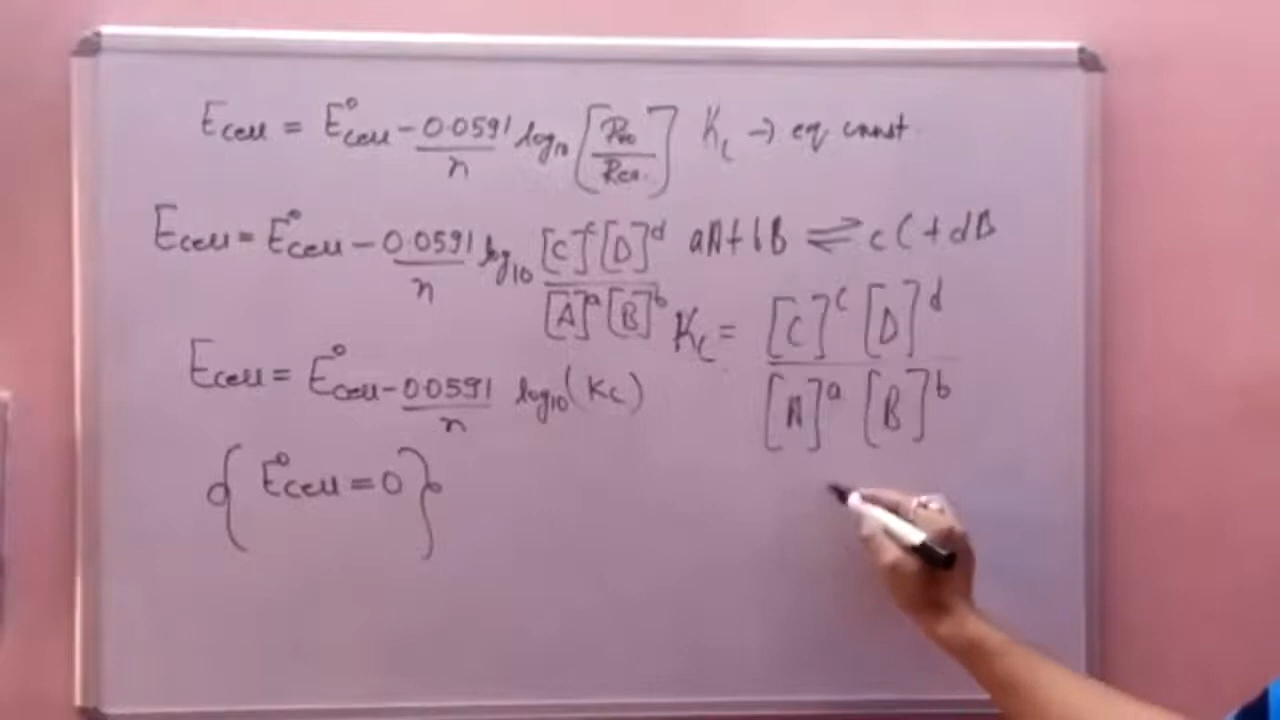 Ecell = E°cell - 0.0591/n log10 [Pro/Rea.] Kc → eq const.
Ecell = E°cell - 0.0591/n log10 [C]^c [D]^d / [A]^a [B]^b aA + bB ⇌ cC + dB
Kc = [C]^c [D]^d / [A]^a [B]^b
Ecell = E°cell - 0.0591/n log10 (Kc)
{E°cell = 0}